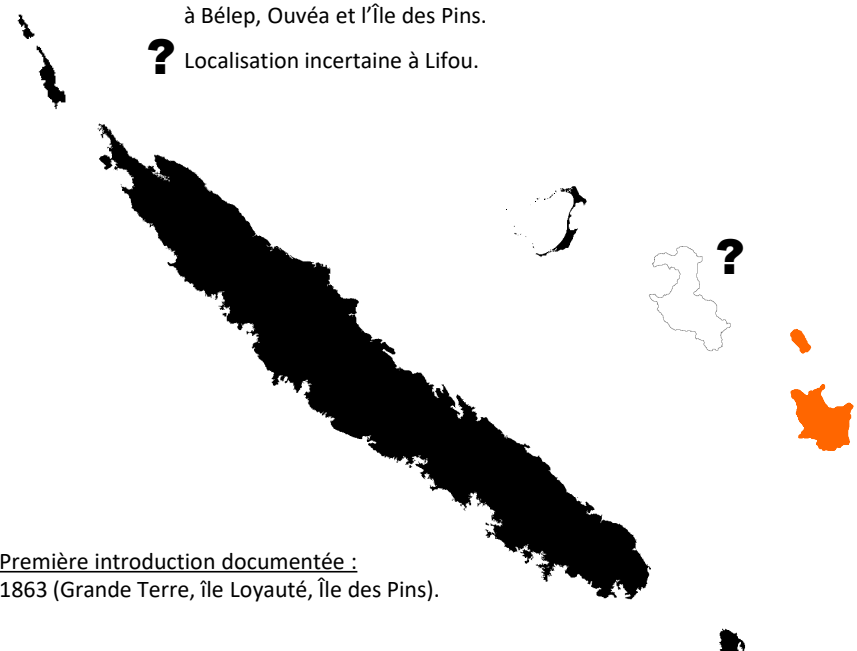 à Bélep, Ouvéa et l’Île des Pins.
? Localisation incertaine à Lifou.
?
Première introduction documentée :
1863 (Grande Terre, île Loyauté, Île des Pins).